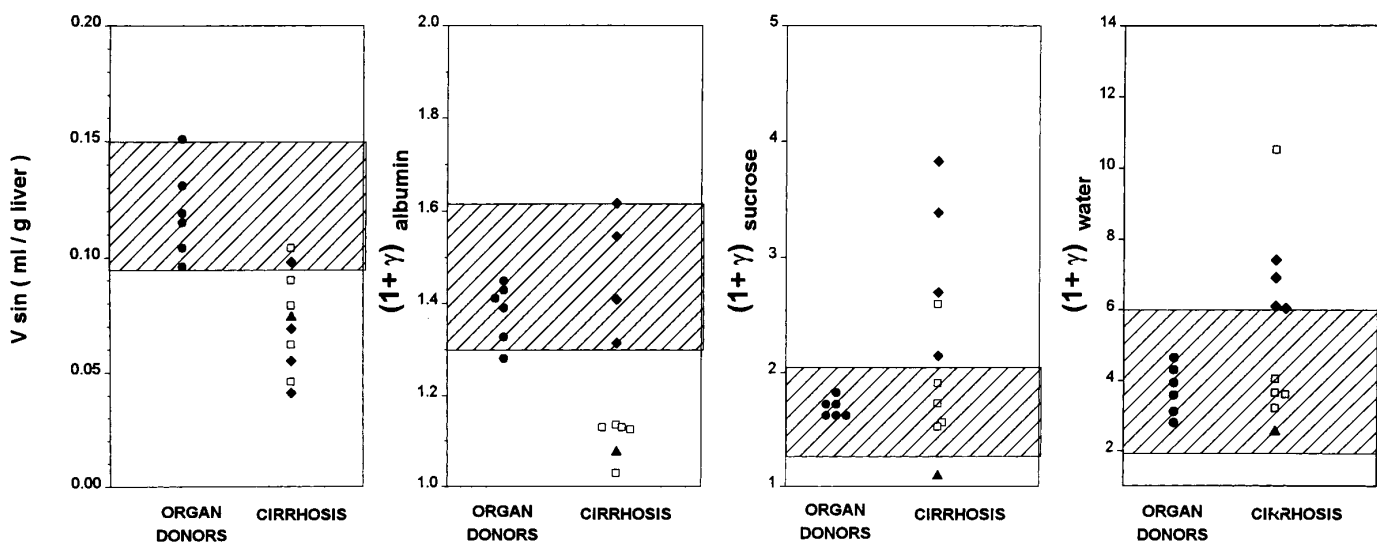 V sin ( ml / g liver )
0.20
0.15
0.10
0.05
0.00
ORGAN
DONORS
CIRRHOSIS
(1+ γ) albumin
2.0
1.8
1.6
1.4
1.2
1.0
ORGAN
DONORS
CIRRHOSIS
(1+ γ) sucrose
5
4
3
2
1
ORGAN
DONORS
CIRRHOSIS
(1+ γ) water
14
12
10
8
6
4
2
ORGAN
DONORS
CIRRHOSIS